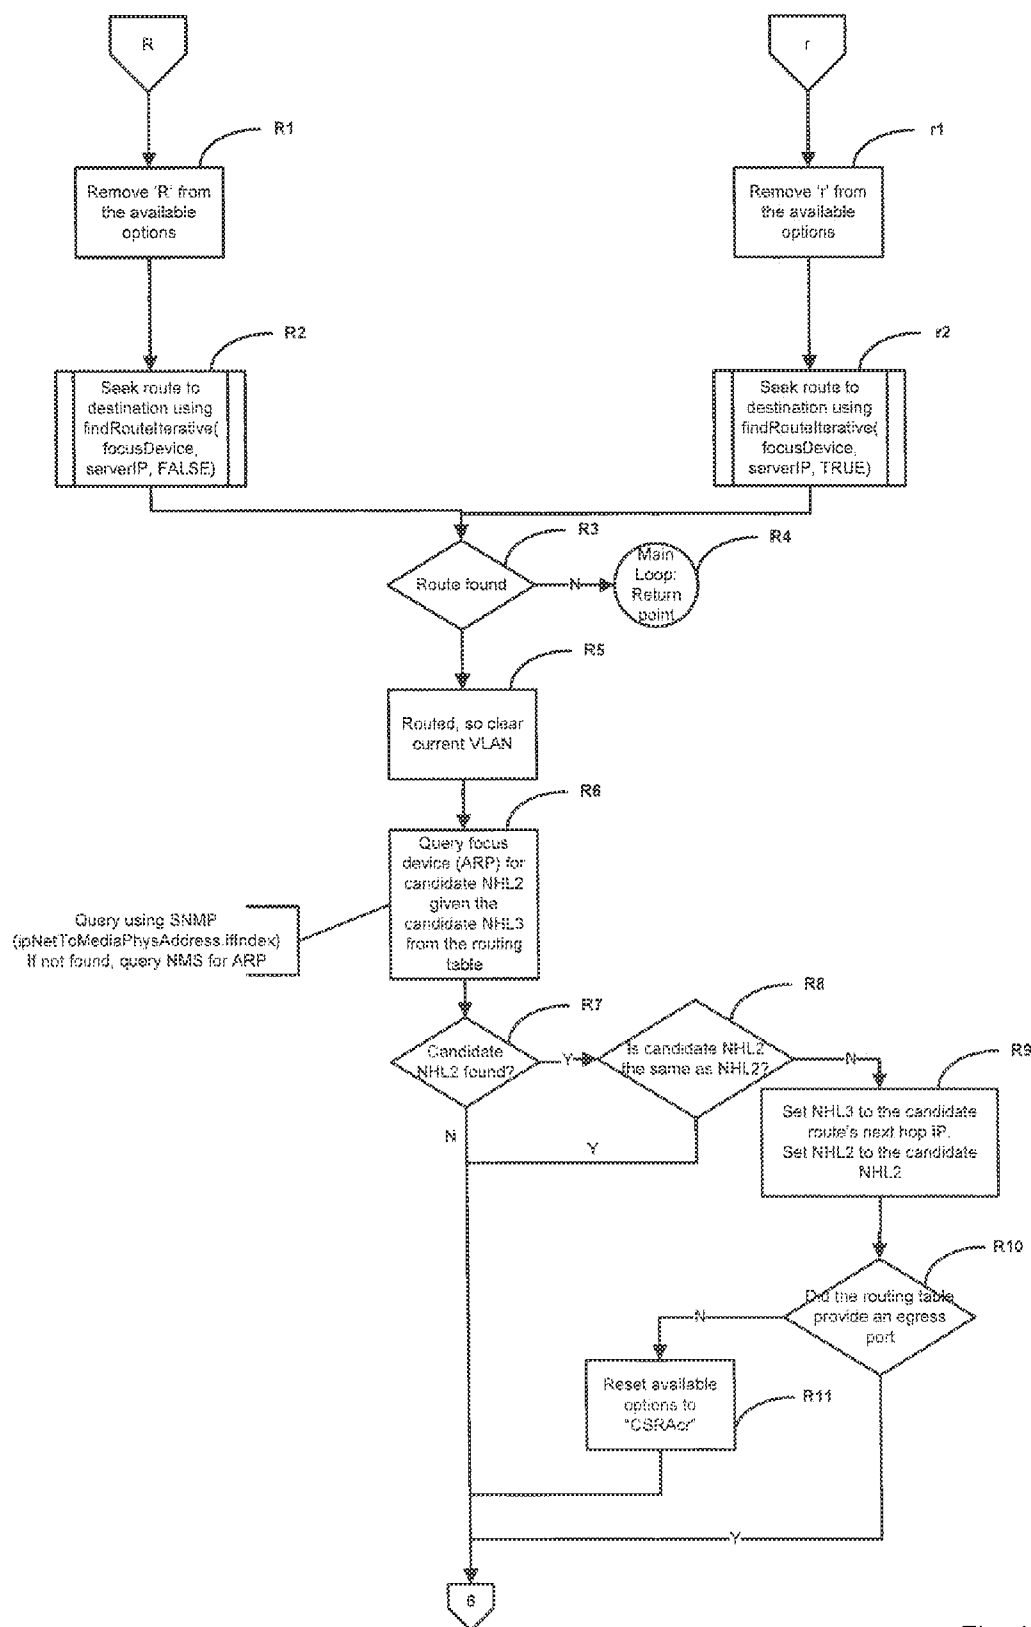 R
r
R1
r1
Remove 'R' from
the available
options
Remove 'r' from
the available
options
R2
r2
Seek route to
destination using
findRouteIterative(
focusDevice,
serverIP, FALSE)
Seek route to
destination using
findRouteIterative(
focusDevice,
serverIP, TRUE)
R3
R4
Route found
N
Main
Loop:
Return
point
R5
Routed, so clear
current VLAN
R6
Query focus
device (ARP) for
candidate NHL2
given the
candidate NHL3
from the routing
table
Query using SNMP
(ipNetToMediaPhysAddress.ifIndex)
If not found, query NMS for ARP
R7
R8
Candidate
NHL2 found?
Y
Is candidate NHL2
the same as NHL2?
N
R9
Set NHL3 to the candidate
route's next hop IP.
Set NHL2 to the candidate
NHL2
N
Y
R10
Did the routing table
provide an egress
port
N
Reset available
options to
"CSRAcr"
R11
Y
6